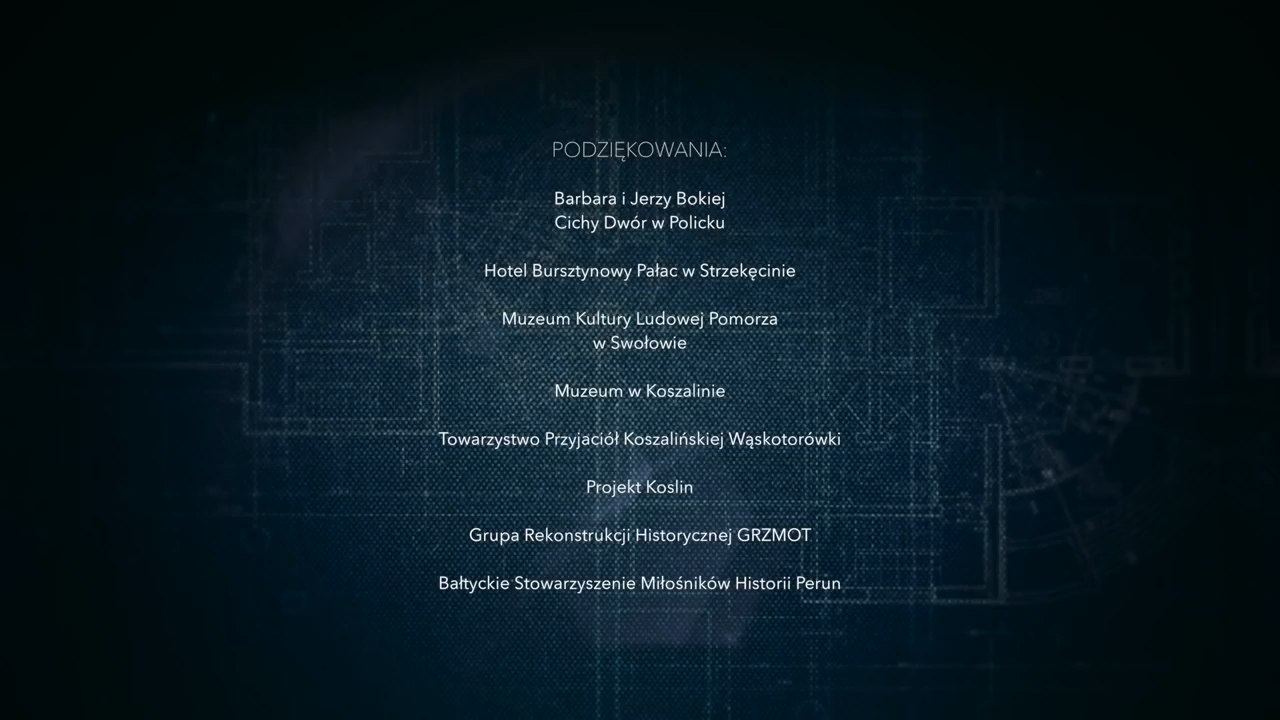 PODZIĘKOWANIA:
Barbara i Jerzy Bokiej
Cichy Dwór w Policku
Hotel Bursztynowy Pałac w Strzekęcinie
Muzeum Kultury Ludowej Pomorza
w Swołowie
Muzeum w Koszalinie
Towarzystwo Przyjaciół Koszalińskiej Wąskotorówki
Projekt Koslin
Grupa Rekonstrukcji Historycznej GRZMOT
Bałtyckie Stowarzyszenie Miłośników Historii Perun